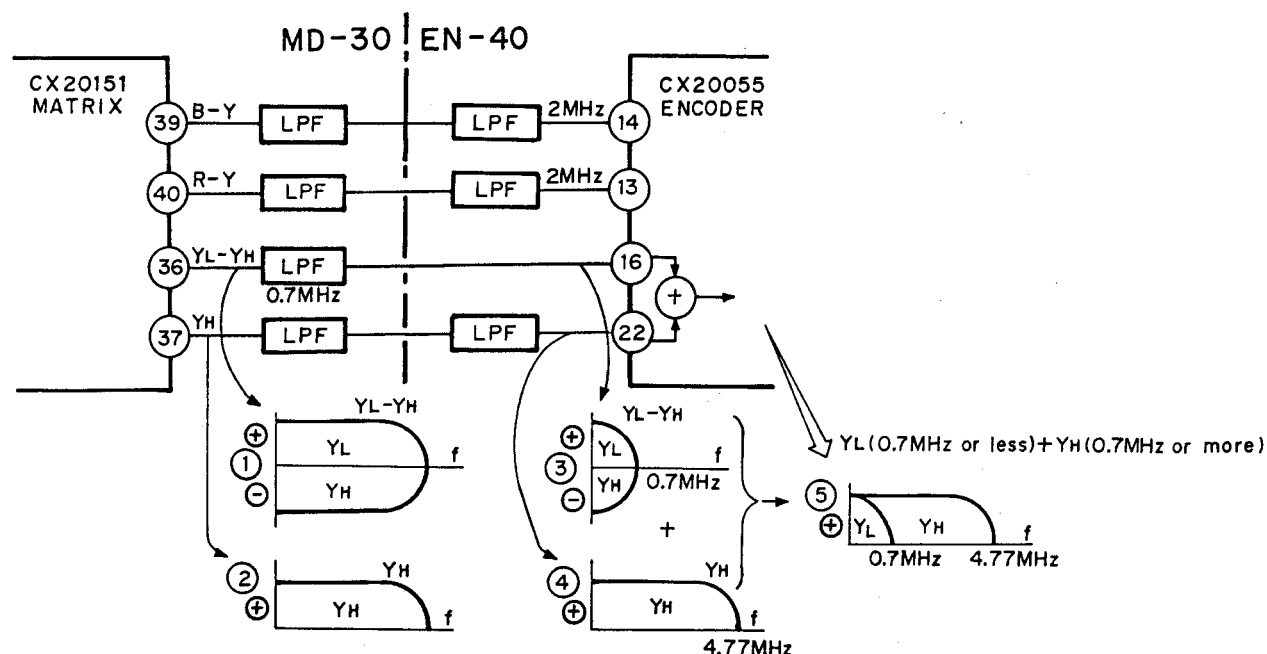 MD-30 EN-40
CX20151
MATRIX
CX20055
ENCODER
39 B-Y LPF LPF 2MHz 14
40 R-Y LPF LPF 2MHz 13
36 YL-YH LPF 16
0.7MHz
+
37 YH LPF LPF 22
YL-YH
+
1
-
YL
YH
f
YL-YH
+
3
-
YL
YH
f
0.7MHz
+
2
+
YH
YH
f
4
+
YH
YH
f
4.77MHz
YL(0.7MHz or less)+YH(0.7MHz or more)
5
+
YL YH f
0.7MHz 4.77MHz